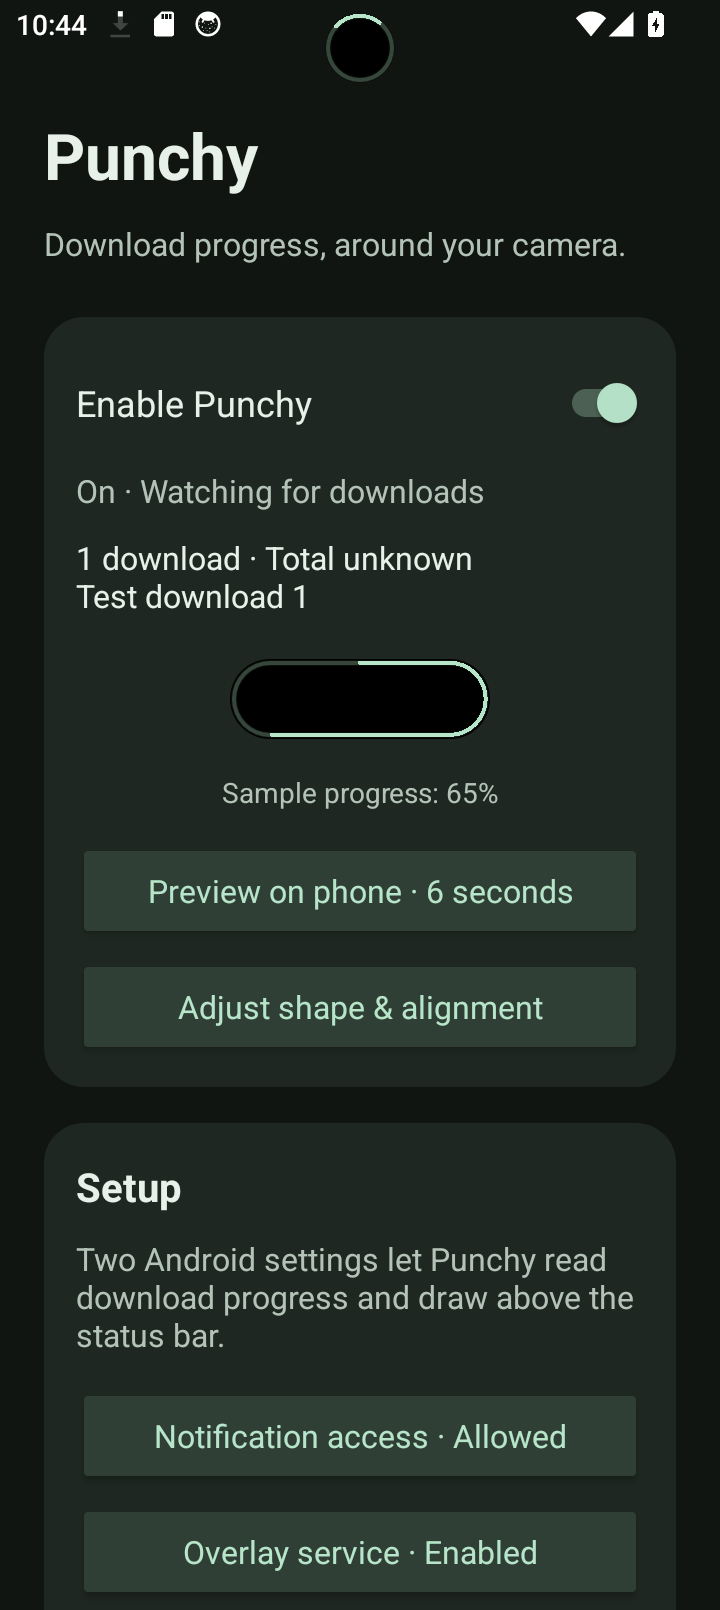 10:44
Punchy
Download progress, around your camera.
Enable Punchy
On · Watching for downloads
1 download · Total unknown
Test download 1
Sample progress: 65%
Preview on phone · 6 seconds
Adjust shape & alignment
Setup
Two Android settings let Punchy read
download progress and draw above the
status bar.
Notification access · Allowed
Overlay service · Enabled